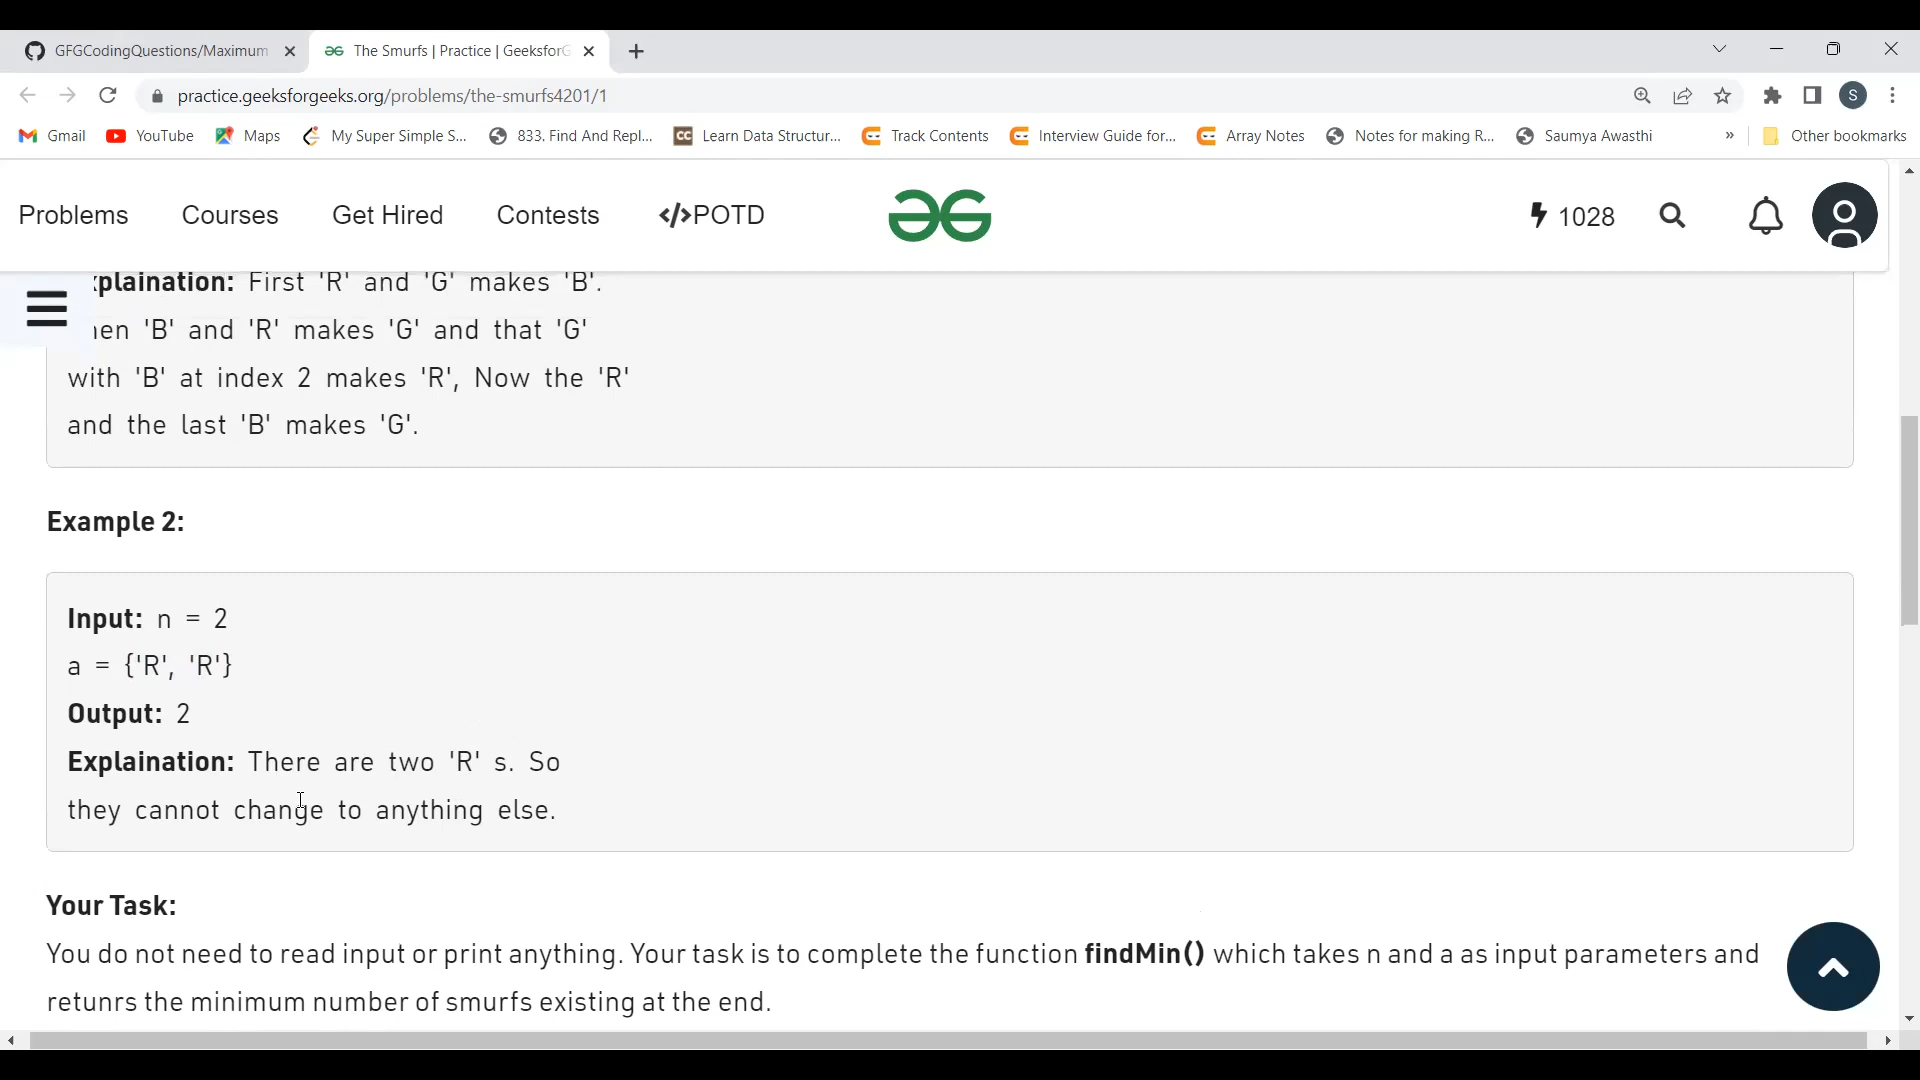 GFGCodingQuestions/Maximum
The Smurfs | Practice | GeeksforG
practice.geeksforgeeks.org/problems/the-smurfs4201/1
S
Gmail YouTube Maps My Super Simple S... 833. Find And Repl... Learn Data Structur... Track Contents Interview Guide for... Array Notes Notes for making R... Saumya Awasthi » Other bookmarks
Problems Courses Get Hired Contests </>POTD 1028
xplaination: First 'R' and 'G' makes 'B'.
hen 'B' and 'R' makes 'G' and that 'G'
with 'B' at index 2 makes 'R', Now the 'R'
and the last 'B' makes 'G'.
Example 2:
Input: n = 2
a = {'R', 'R'}
Output: 2
Explaination: There are two 'R' s. So
they cannot change to anything else.
Your Task:
You do not need to read input or print anything. Your task is to complete the function findMin() which takes n and a as input parameters and
retunrs the minimum number of smurfs existing at the end.